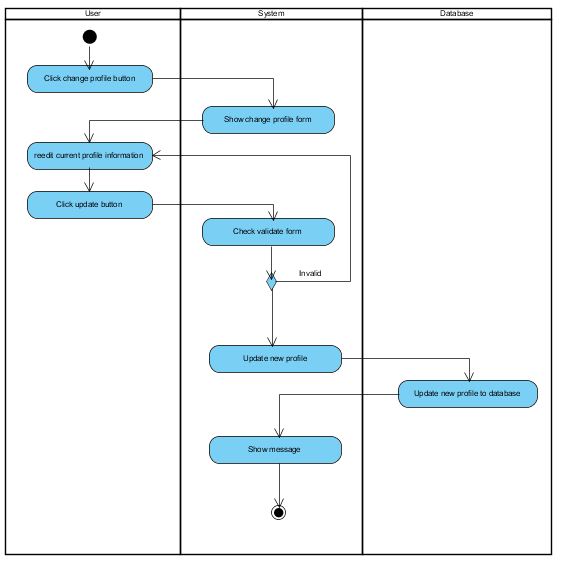 User
System
Database
Click change profile button
Show change profile form
reedit current profile information
Click update button
Check validate form
Invalid
Update new profile
Update new profile to database
Show message